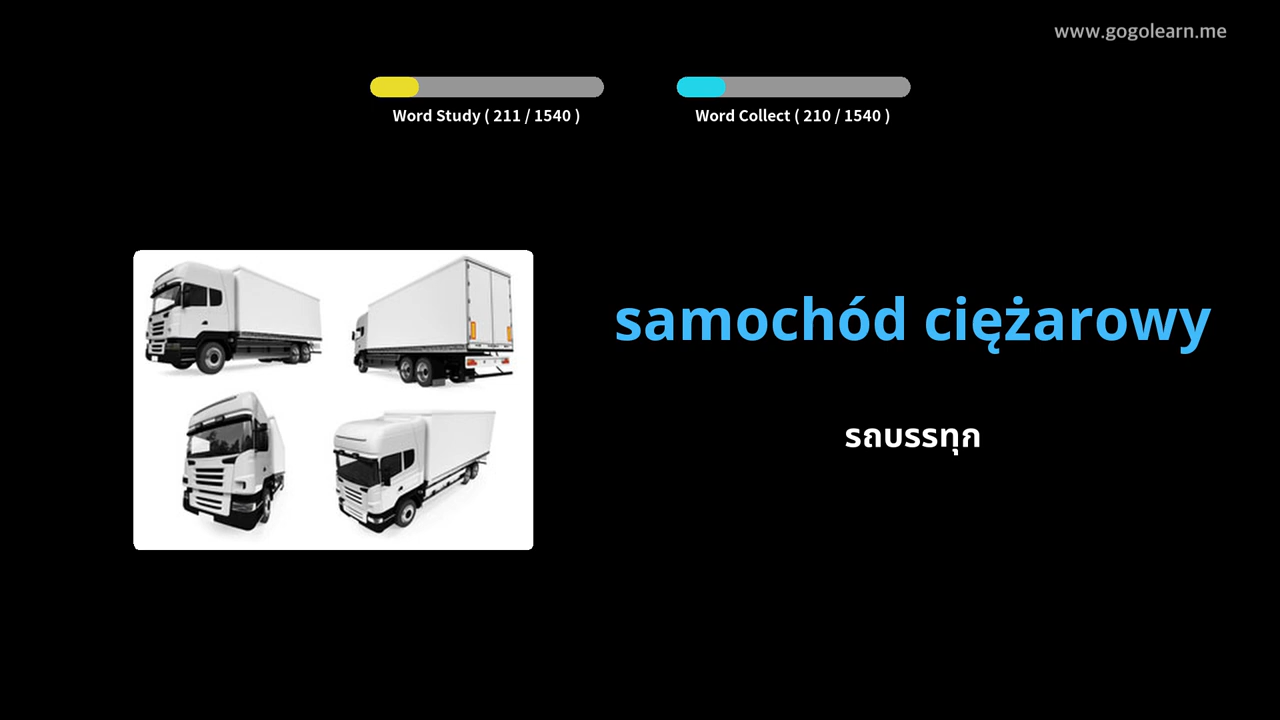 www.gogolearn.me
Word Study ( 211 / 1540 )
Word Collect ( 210 / 1540 )
samochód ciężarowy
รถบรรทุก